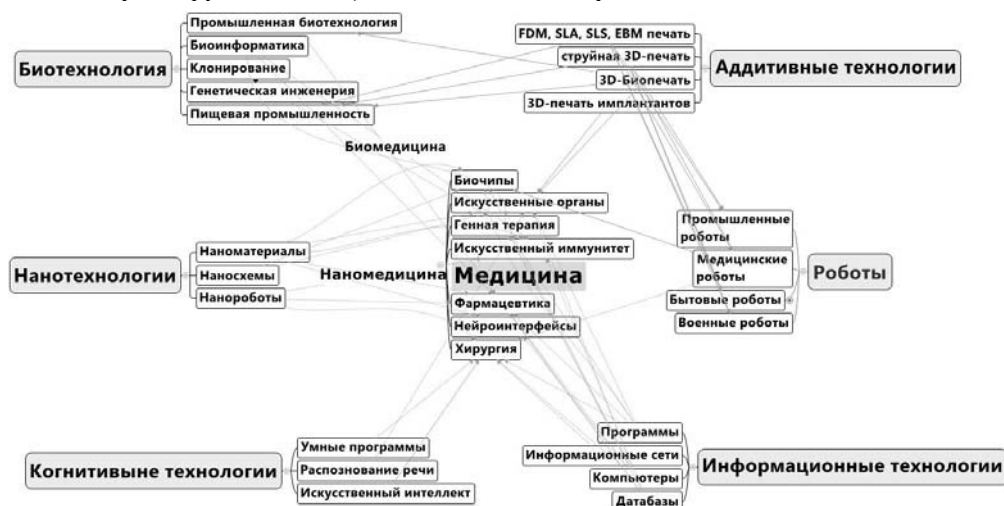 Промышленная биотехнология
Биоинформатика
Биотехнология
Клонирование
Генетическая инженерия
Пищевая промышленность
FDM, SLA, SLS, EBM печать
струйная 3D-печать
Аддитивные технологии
3D-Биопечать
3D-печать имплантантов
Биомедицина
Биочипы
Искусственные органы
Генная терапия
Искусственный иммунитет
Наномедицина
Медицина
Фармацевтика
Нейроинтерфейсы
Хирургия
Наноматериалы
Нанотехнологии
Наносхемы
Нанороботы
Промышленные
роботы
Медицинские
роботы
Роботы
Бытовые роботы
Военные роботы
Умные программы
Когнитивыне технологии
Распознование речи
Искусственный интеллект
Программы
Информационные сети
Информационные технологии
Компьютеры
Датабазы